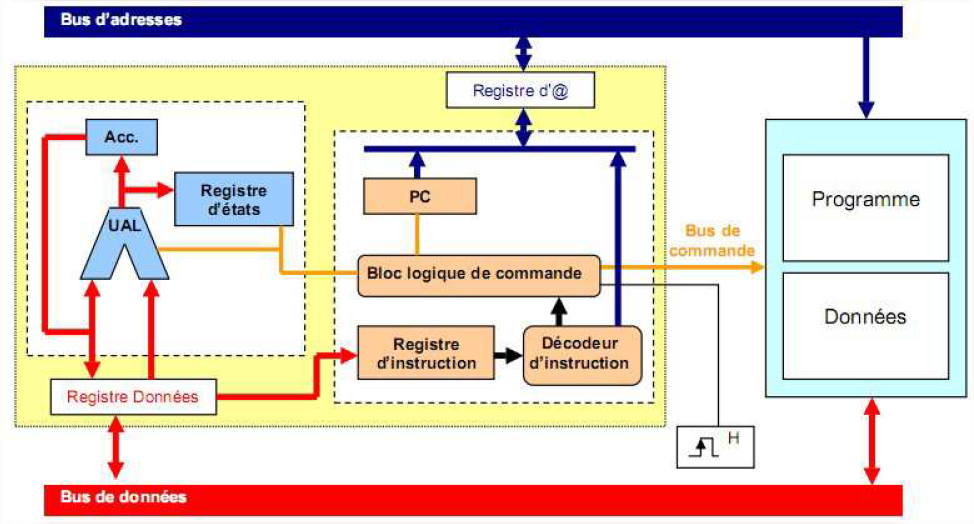 Bus d'adresses
Registre d'@
Acc.
Registre
d'états
UAL
PC
Bus de
commande
Programme
Bloc logique de commande
Données
Registre
d'instruction
Décodeur
d'instruction
Registre Données
H
Bus de données